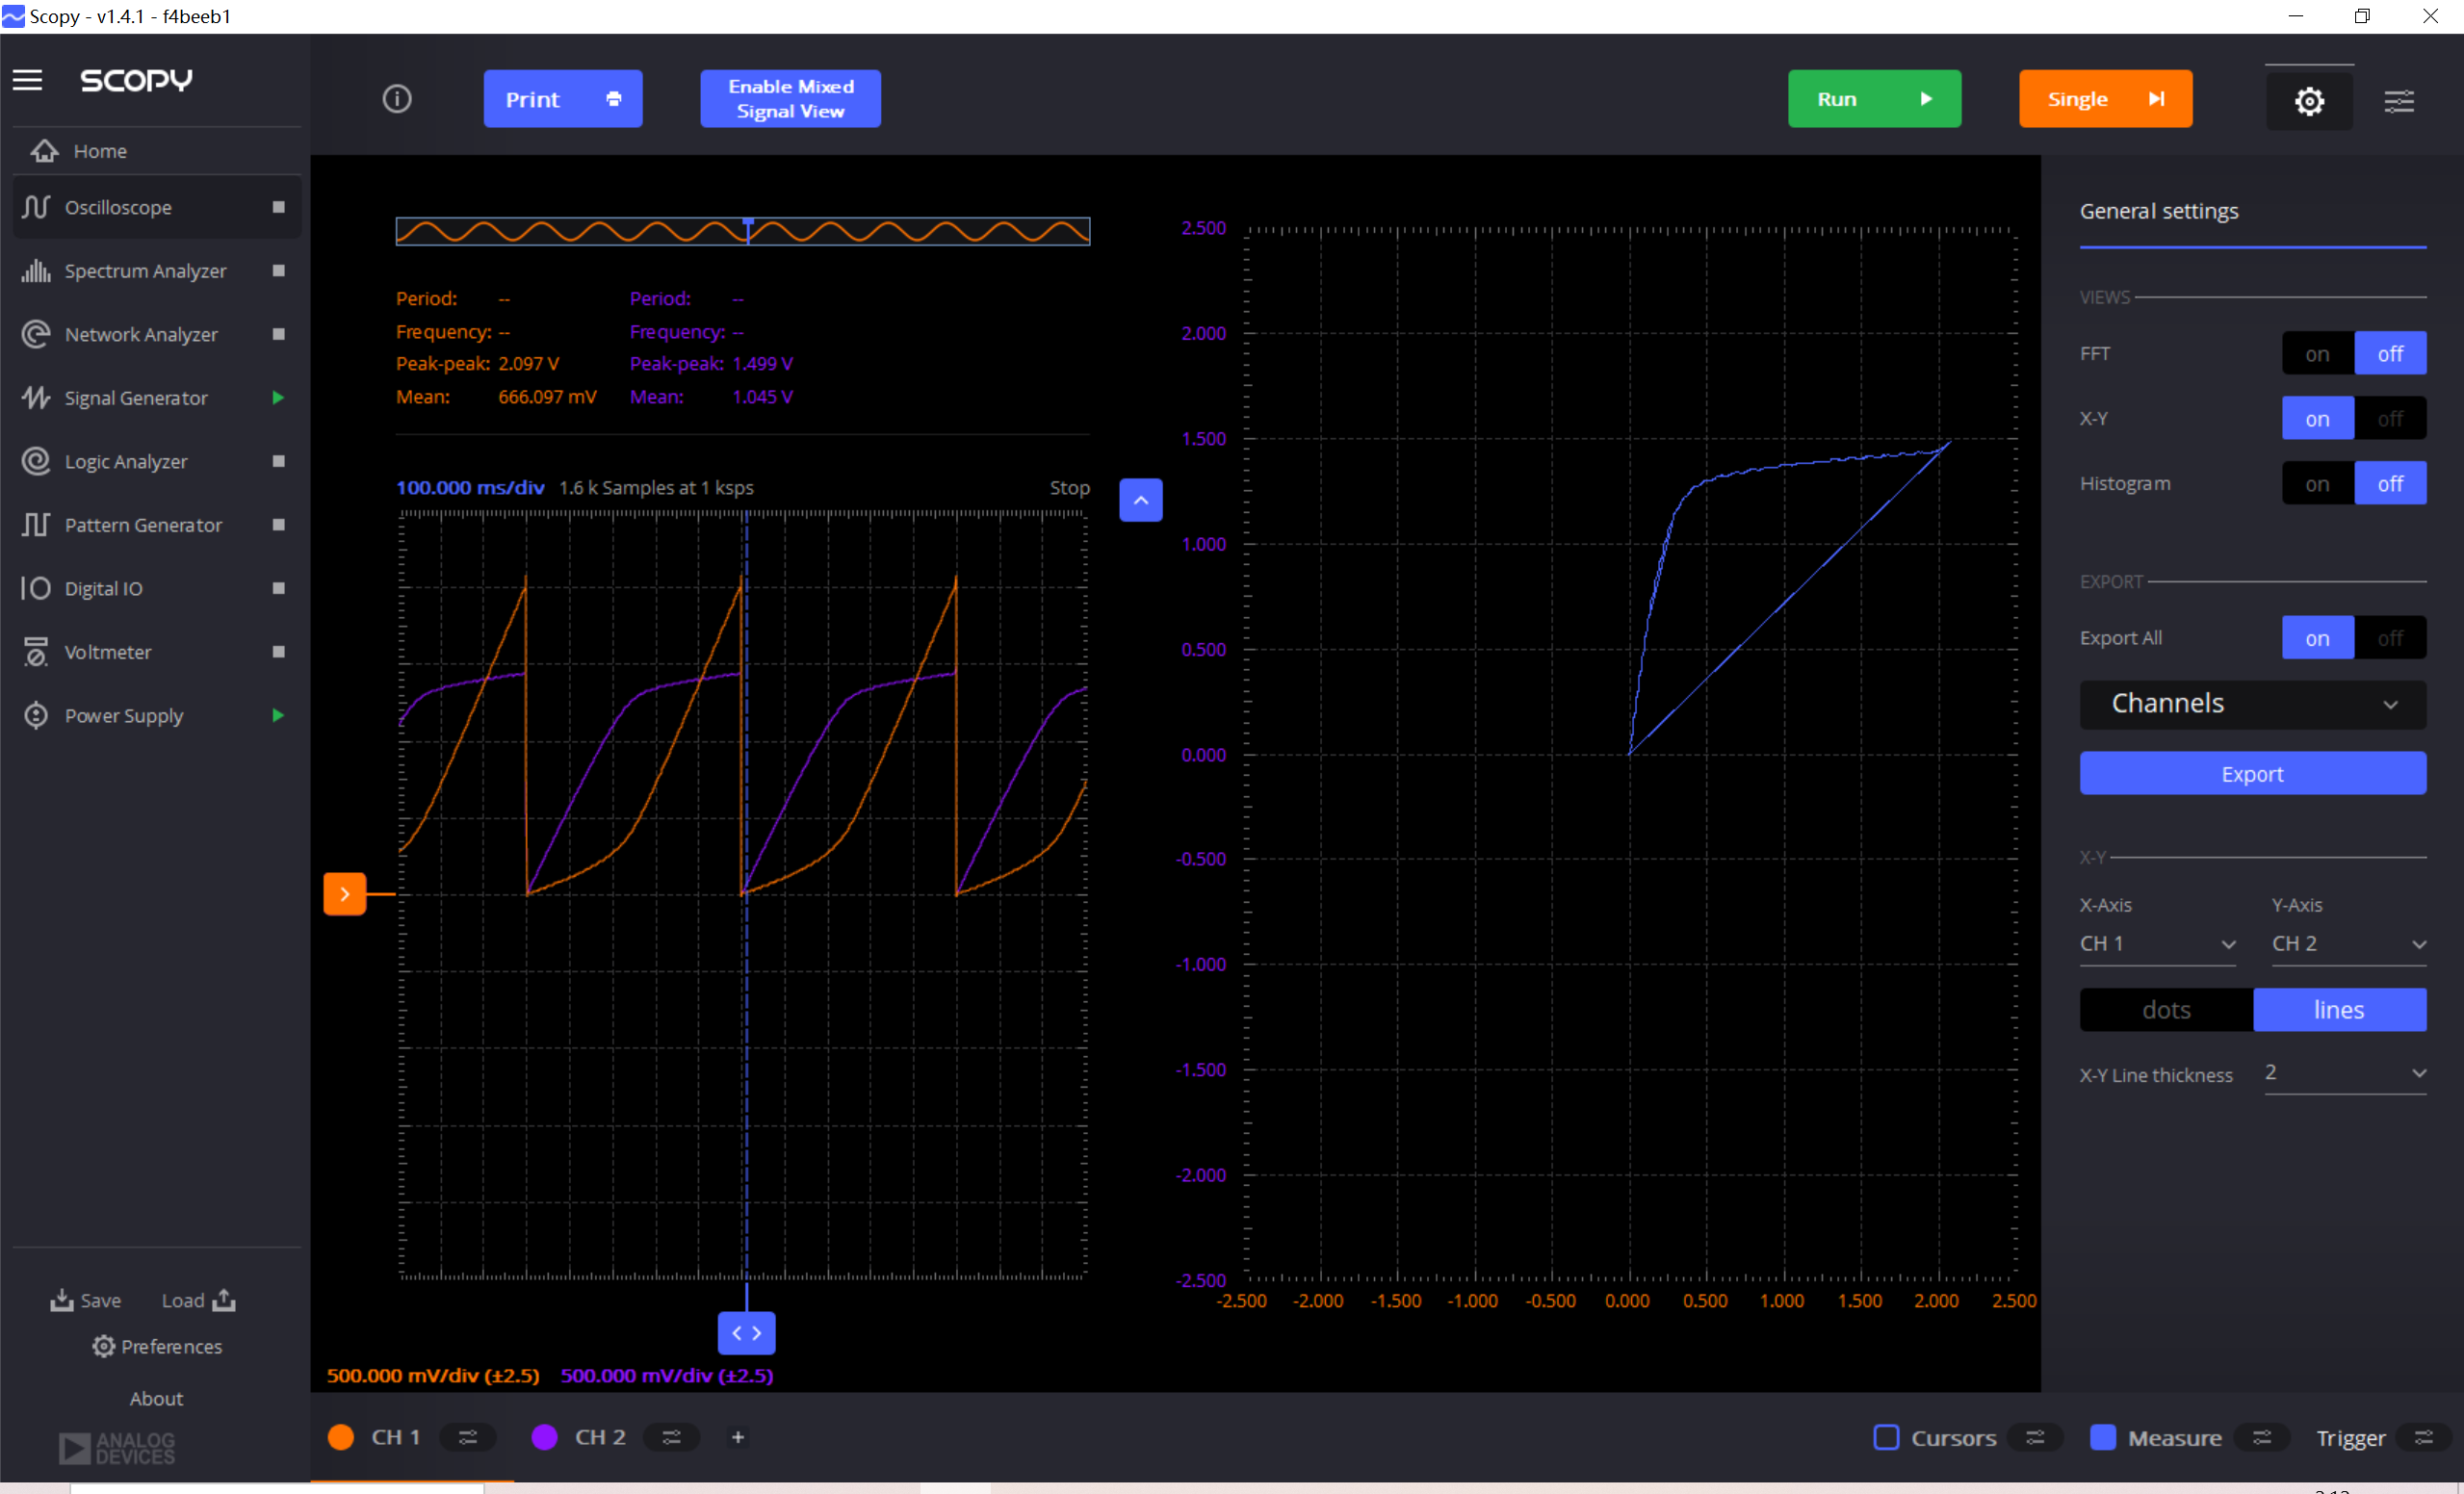 Scopy - v1.4.1 - f4beeb1
SCOPY
Home
Oscilloscope
Spectrum Analyzer
Network Analyzer
Signal Generator
Logic Analyzer
Pattern Generator
Digital IO
Voltmeter
Power Supply
Save
Load
Preferences
About
ANALOG
DEVICES
Print
Enable Mixed
Signal View
Run
Single
Period: --
Period: --
Frequency: --
Frequency: --
Peak-peak: 2.097 V
Peak-peak: 1.499 V
Mean: 666.097 mV
Mean: 1.045 V
100.000 ms/div 1.6 k Samples at 1 ksps
Stop
2.500
2.000
1.500
1.000
0.500
0.000
-0.500
-1.000
-1.500
-2.000
-2.500
-2.500 -2.000 -1.500 -1.000 -0.500 0.000 0.500 1.000 1.500 2.000 2.500
500.000 mV/div (±2.5) 500.000 mV/div (±2.5)
CH 1
CH 2
+
Cursors
Measure
Trigger
General settings
VIEWS
FFT on off
X-Y on off
Histogram on off
EXPORT
Export All on off
Channels
Export
X-Y
X-Axis Y-Axis
CH 1 CH 2
dots lines
X-Y Line thickness 2